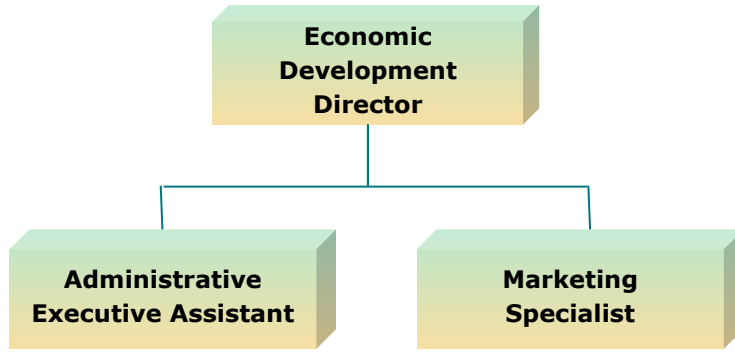 Economic
Development
Director
Administrative
Executive Assistant
Marketing
Specialist